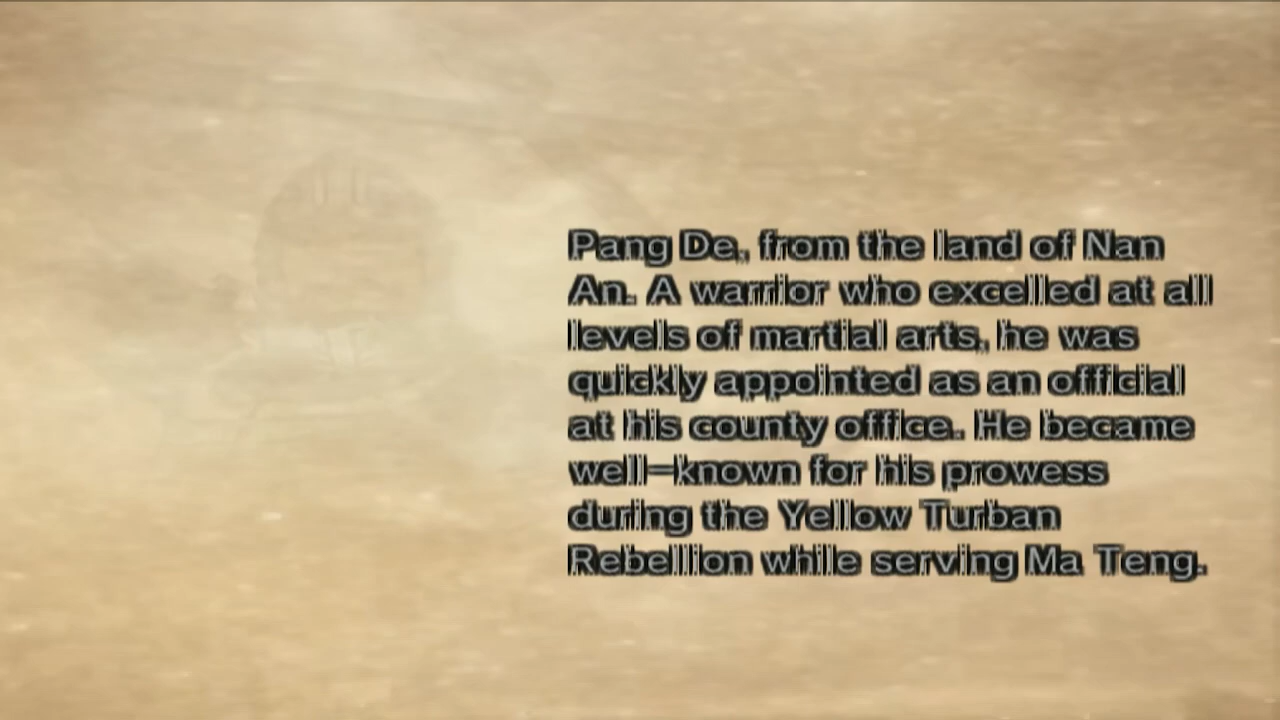 Pang De, from the land of Nan
An. A warrior who excelled at all
levels of martial arts, he was
quickly appointed as an official
at his county office. He became
well-known for his prowess
during the Yellow Turban
Rebellion while serving Ma Teng.